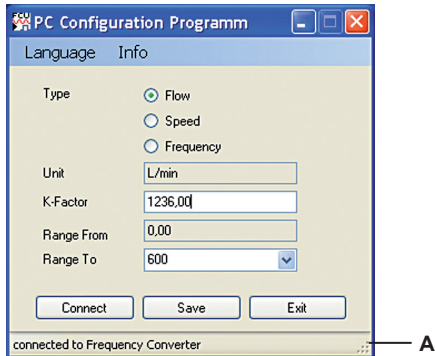 FCU PC Configuration Programm
Language Info
Type Flow
Speed
Frequency
Unit L/min
K-Factor 1236,00
Range From 0,00
Range To 600
Connect Save Exit
connected to Frequency Converter A